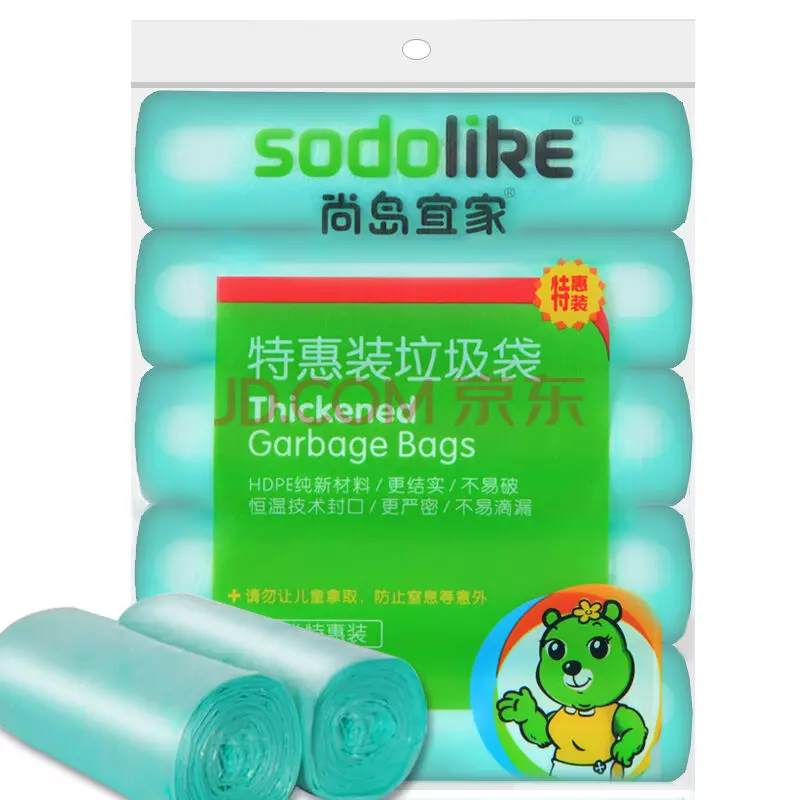 sodolike®
尚岛宜家®
特惠装垃圾袋
JD.COM 京东
Thickened
Garbage Bags
HDPE纯新材料/更结实/不易破
恒温技术封口/更严密/不易滴漏
+请勿让儿童拿取,防止窒息等意外
特惠装